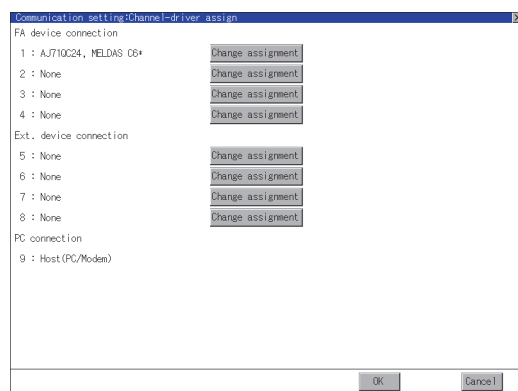 Communication setting:Channel-driver assign
FA device connection
1 : AJ71QC24, MELDAS C6* Change assignment
2 : None Change assignment
3 : None Change assignment
4 : None Change assignment
Ext. device connection
5 : None Change assignment
6 : None Change assignment
7 : None Change assignment
8 : None Change assignment
PC connection
9 : Host(PC/Modem)
OK Cancel